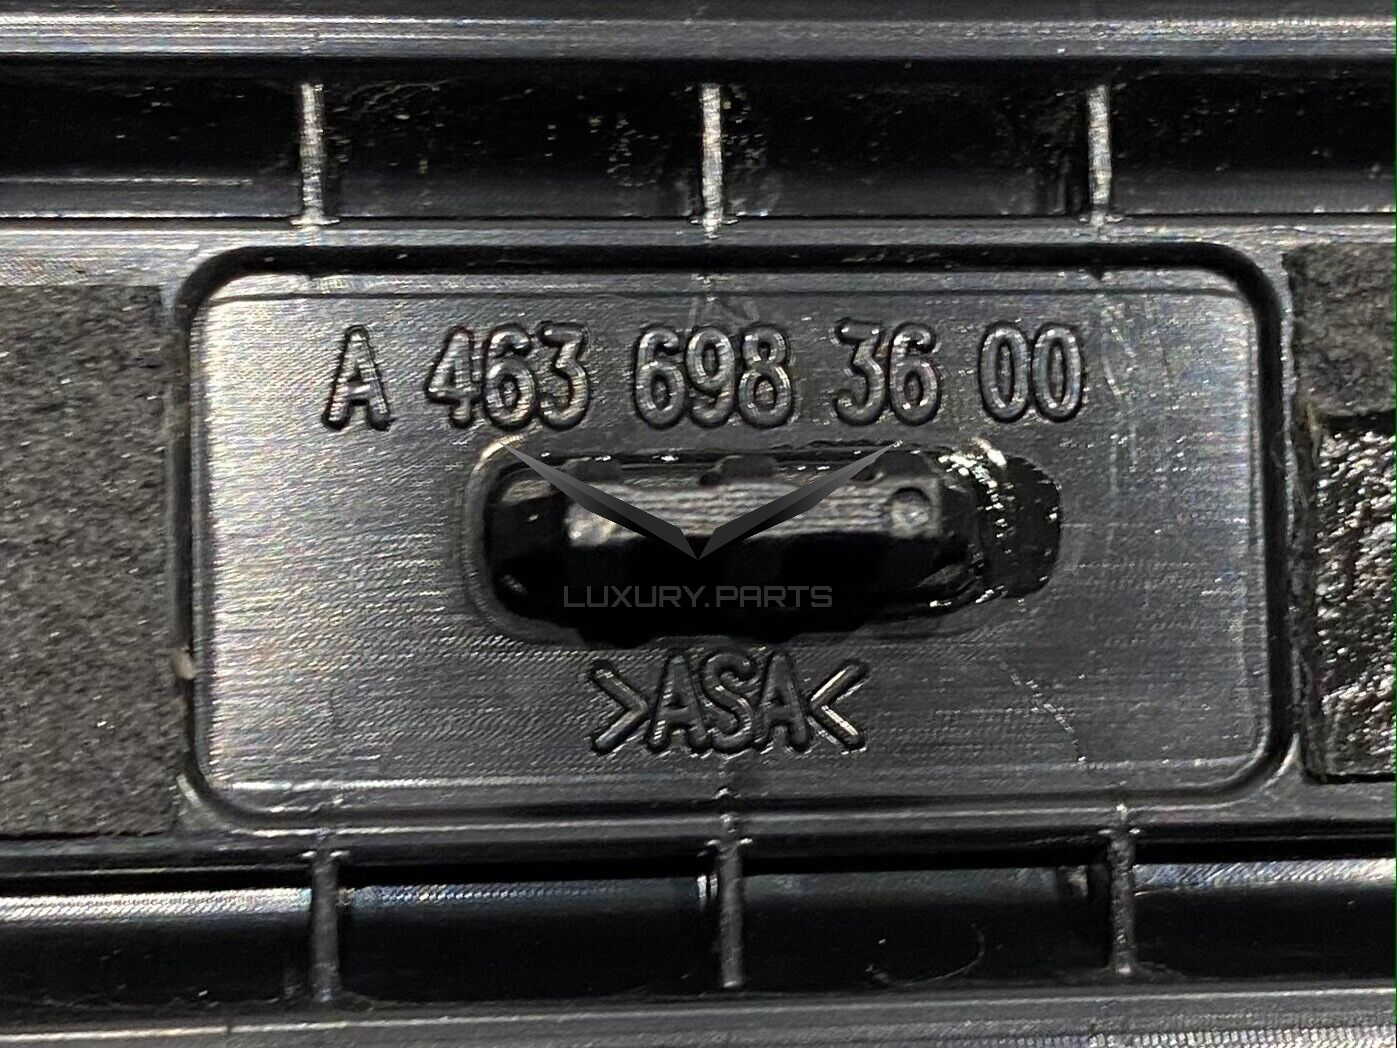 A 463 698 36 00
LUXURY.PARTS
>ASA<